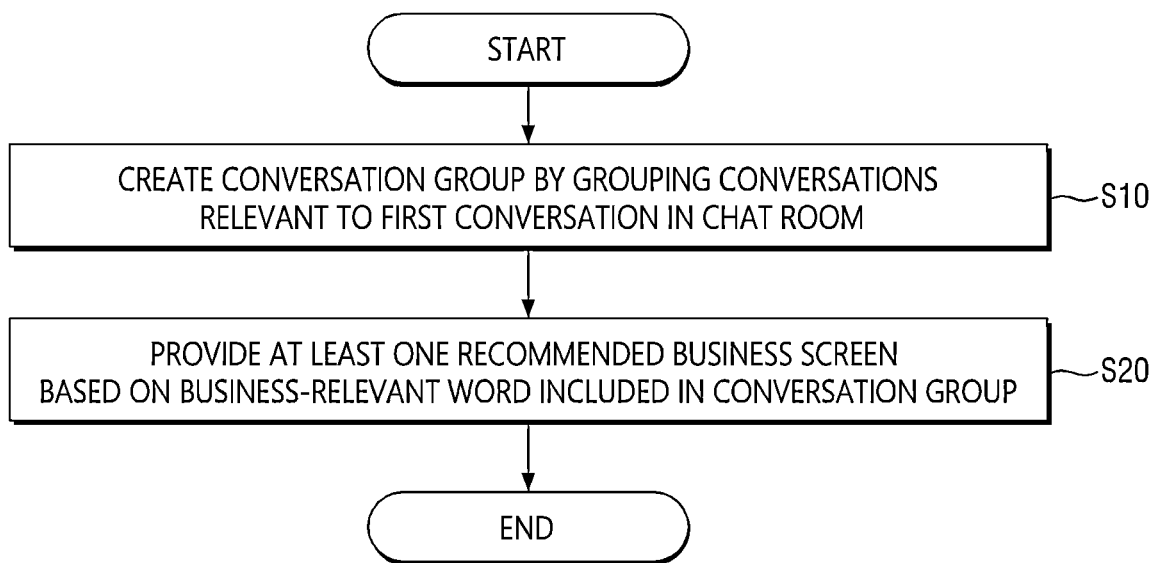 START
CREATE CONVERSATION GROUP BY GROUPING CONVERSATIONS
RELEVANT TO FIRST CONVERSATION IN CHAT ROOM
S10
PROVIDE AT LEAST ONE RECOMMENDED BUSINESS SCREEN
BASED ON BUSINESS-RELEVANT WORD INCLUDED IN CONVERSATION GROUP
S20
END